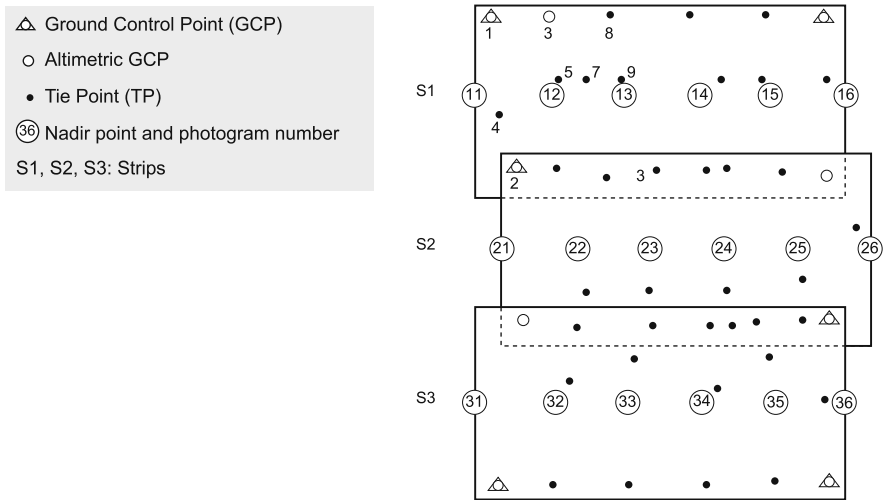 Ground Control Point (GCP)
Altimetric GCP
Tie Point (TP)
36 Nadir point and photogram number
S1, S2, S3: Strips
1 3 8
5 7 9
S1 11 12 13 14 15 16
4
2 3
S2 21 22 23 24 25 26
S3 31 32 33 34 35 36